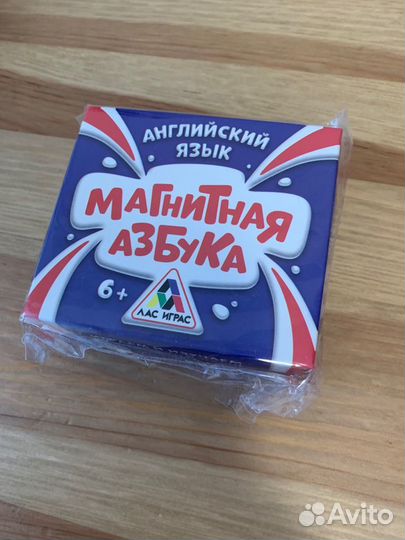 АНГЛИЙСКИЙ
ЯЗЫК
МАГНИТНАЯ
АЗБУКА
6+
ЛАС ИГРАС
Avito